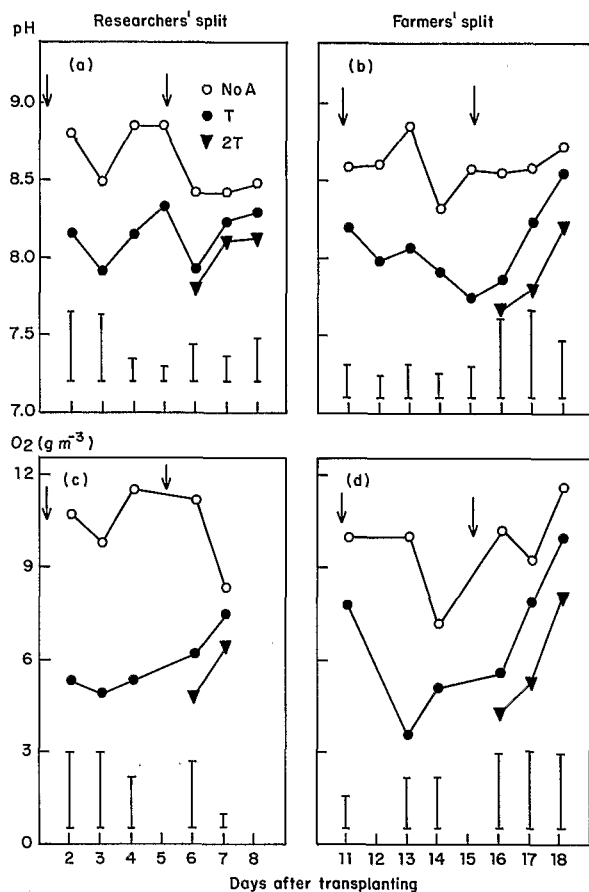 Researchers' split
Farmers' split
pH
(a)
(b)
NoA
T
2T
9.0
8.5
8.0
7.5
7.0
O2 (g m-3)
(c)
(d)
12
9
6
3
0
2 3 4 5 6 7 8
11 12 13 14 15 16 17 18
Days after transplanting